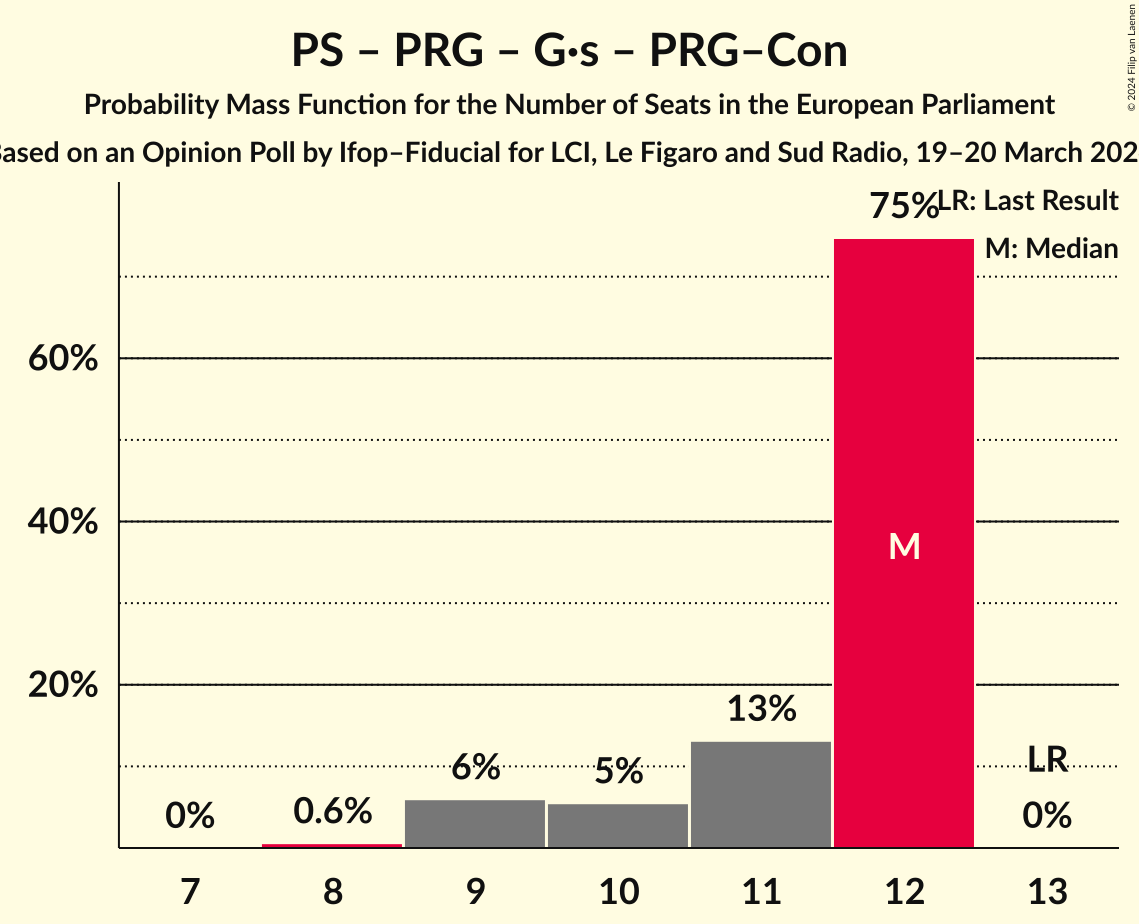 PS – PRG – G·s – PRG–Con
Probability Mass Function for the Number of Seats in the European Parliament
Based on an Opinion Poll by Ifop–Fiducial for LCI, Le Figaro and Sud Radio, 19–20 March 202
© 2024 Filip van Laenen
LR: Last Result
M: Median
75%
60%
40%
20%
M
13%
6%
5%
0.6%
0%
LR
0%
7 8 9 10 11 12 13